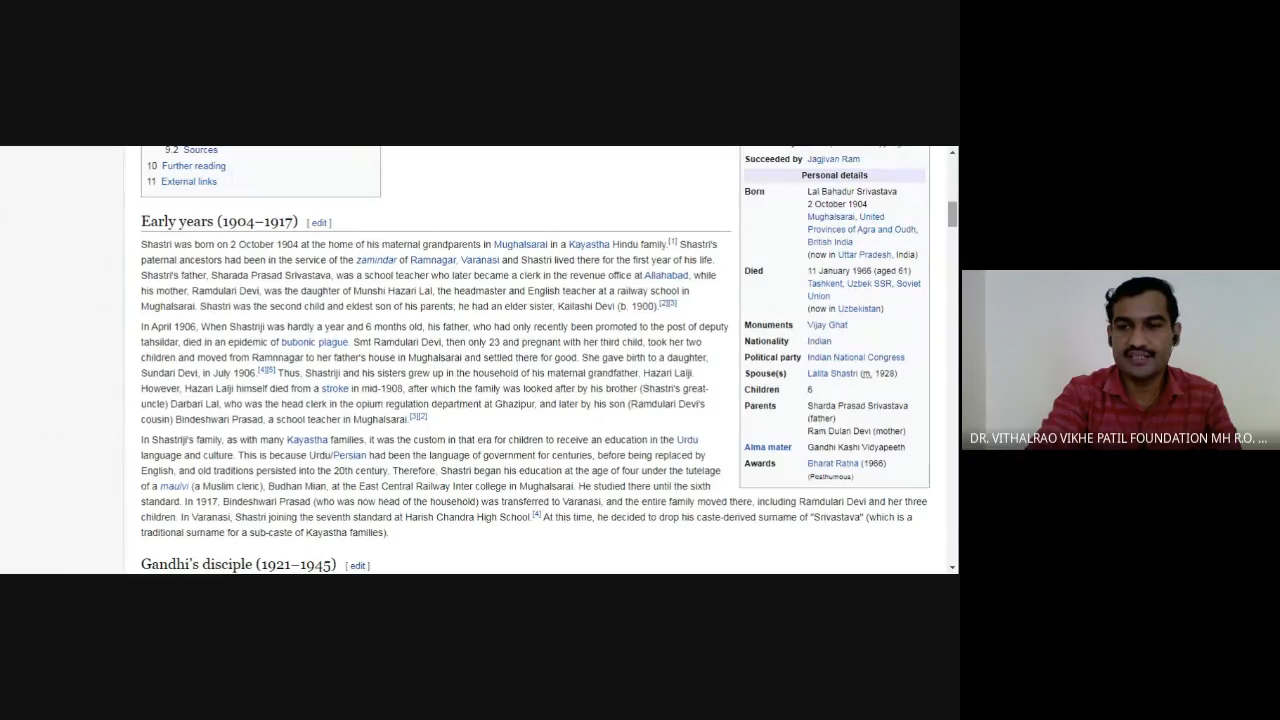 9.2 Sources
10 Further reading
11 External links
Early years (1904–1917) [ edit ]
Shastri was born on 2 October 1904 at the home of his maternal grandparents in Mughalsarai in a Kayastha Hindu family.[1] Shastri's
paternal ancestors had been in the service of the zamindar of Ramnagar, Varanasi and Shastri lived there for the first year of his life.
Shastri's father, Sharada Prasad Srivastava, was a school teacher who later became a clerk in the revenue office at Allahabad, while
his mother, Ramdulari Devi, was the daughter of Munshi Hazari Lal, the headmaster and English teacher at a railway school in
Mughalsarai. Shastri was the second child and eldest son of his parents; he had an elder sister, Kailashi Devi (b. 1900).[2][3]
In April 1906, When Shastriji was hardly a year and 6 months old, his father, who had only recently been promoted to the post of deputy
tahsildar, died in an epidemic of bubonic plague. Smt Ramdulari Devi, then only 23 and pregnant with her third child, took her two
children and moved from Ramnnagar to her father's house in Mughalsarai and settled there for good. She gave birth to a daughter,
Sundari Devi, in July 1906.[4][5] Thus, Shastriji and his sisters grew up in the household of his maternal grandfather, Hazari Lalji.
However, Hazari Lalji himself died from a stroke in mid-1908, after which the family was looked after by his brother (Shastri's great-
uncle) Darbari Lal, who was the head clerk in the opium regulation department at Ghazipur, and later by his son (Ramdulari Devi's
cousin) Bindeshwari Prasad, a school teacher in Mughalsarai.[3][2]
In Shastriji's family, as with many Kayastha families, it was the custom in that era for children to receive an education in the Urdu
language and culture. This is because Urdu/Persian had been the language of government for centuries, before being replaced by
English, and old traditions persisted into the 20th century. Therefore, Shastri began his education at the age of four under the tutelage
of a maulvi (a Muslim cleric), Budhan Mian, at the East Central Railway Inter college in Mughalsarai. He studied there until the sixth
standard. In 1917, Bindeshwari Prasad (who was now head of the household) was transferred to Varanasi, and the entire family moved there, including Ramdulari Devi and her three
children. In Varanasi, Shastri joining the seventh standard at Harish Chandra High School.[4] At this time, he decided to drop his caste-derived surname of "Srivastava" (which is a
traditional surname for a sub-caste of Kayastha families).
Gandhi's disciple (1921–1945) [ edit ]
Succeeded by Jagjivan Ram
Personal details
Born Lal Bahadur Srivastava
2 October 1904
Mughalsarai, United
Provinces of Agra and Oudh,
British India
(now in Uttar Pradesh, India)
Died 11 January 1966 (aged 61)
Tashkent, Uzbek SSR, Soviet
Union
(now in Uzbekistan)
Monuments Vijay Ghat
Nationality Indian
Political party Indian National Congress
Spouse(s) Lalita Shastri (m. 1928)
Children 6
Parents Sharda Prasad Srivastava
(father)
Ram Dulari Devi (mother)
Alma mater Gandhi Kashi Vidyapeeth
Awards Bharat Ratna (1966)
(Posthumous)
DR. VITHALRAO VIKHE PATIL FOUNDATION MH R.O. ...